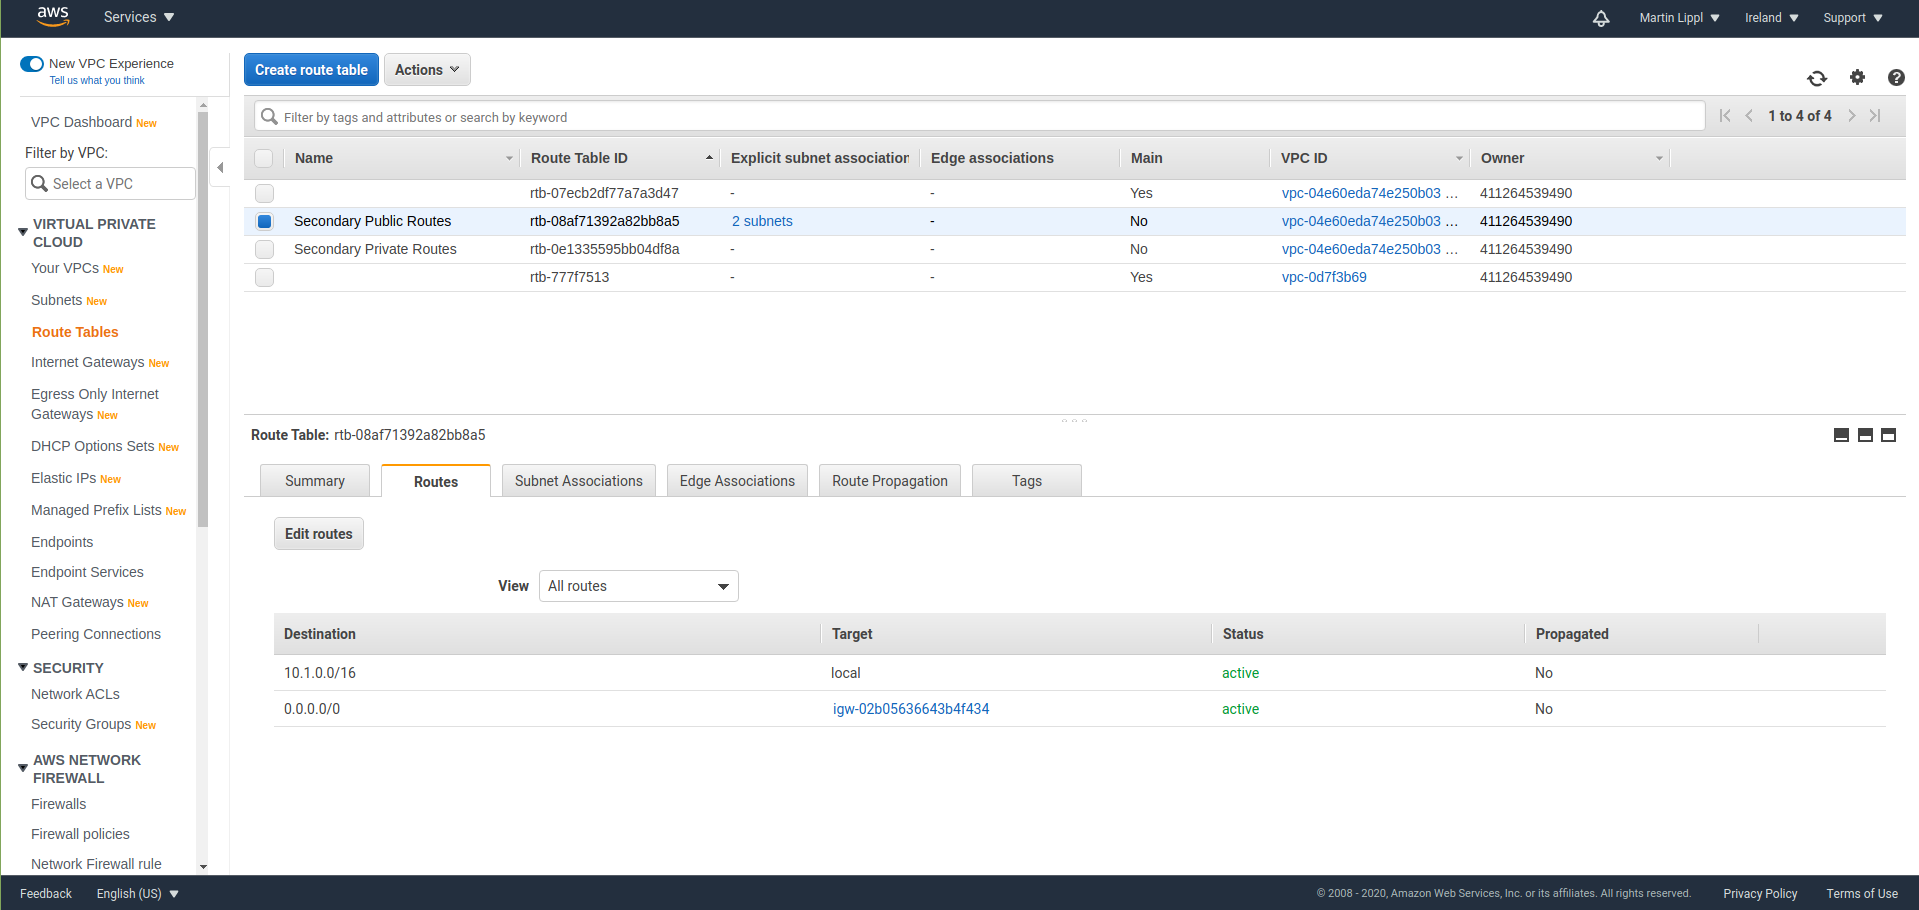 aws Services Martin Lippl Ireland Support
New VPC Experience
Tell us what you think
VPC Dashboard New
Filter by VPC:
Select a VPC
VIRTUAL PRIVATE
CLOUD
Your VPCs New
Subnets New
Route Tables
Internet Gateways New
Egress Only Internet
Gateways New
DHCP Options Sets New
Elastic IPs New
Managed Prefix Lists New
Endpoints
Endpoint Services
NAT Gateways New
Peering Connections
SECURITY
Network ACLs
Security Groups New
AWS NETWORK
FIREWALL
Firewalls
Firewall policies
Network Firewall rule
Create route table Actions
Filter by tags and attributes or search by keyword 1 to 4 of 4
Name Route Table ID Explicit subnet association Edge associations Main VPC ID Owner
rtb-07ecb2df77a7a3d47 - - Yes vpc-04e60eda74e250b03 ... 411264539490
Secondary Public Routes rtb-08af71392a82bb8a5 2 subnets - No vpc-04e60eda74e250b03 ... 411264539490
Secondary Private Routes rtb-0e1335595bb04df8a - - No vpc-04e60eda74e250b03 ... 411264539490
rtb-777f7513 - - Yes vpc-0d7f3b69 411264539490
Route Table: rtb-08af71392a82bb8a5
Summary Routes Subnet Associations Edge Associations Route Propagation Tags
Edit routes
View All routes
Destination Target Status Propagated
10.1.0.0/16 local active No
0.0.0.0/0 igw-02b05636643b4f434 active No
Feedback English (US) © 2008 - 2020, Amazon Web Services, Inc. or its affiliates. All rights reserved. Privacy Policy Terms of Use